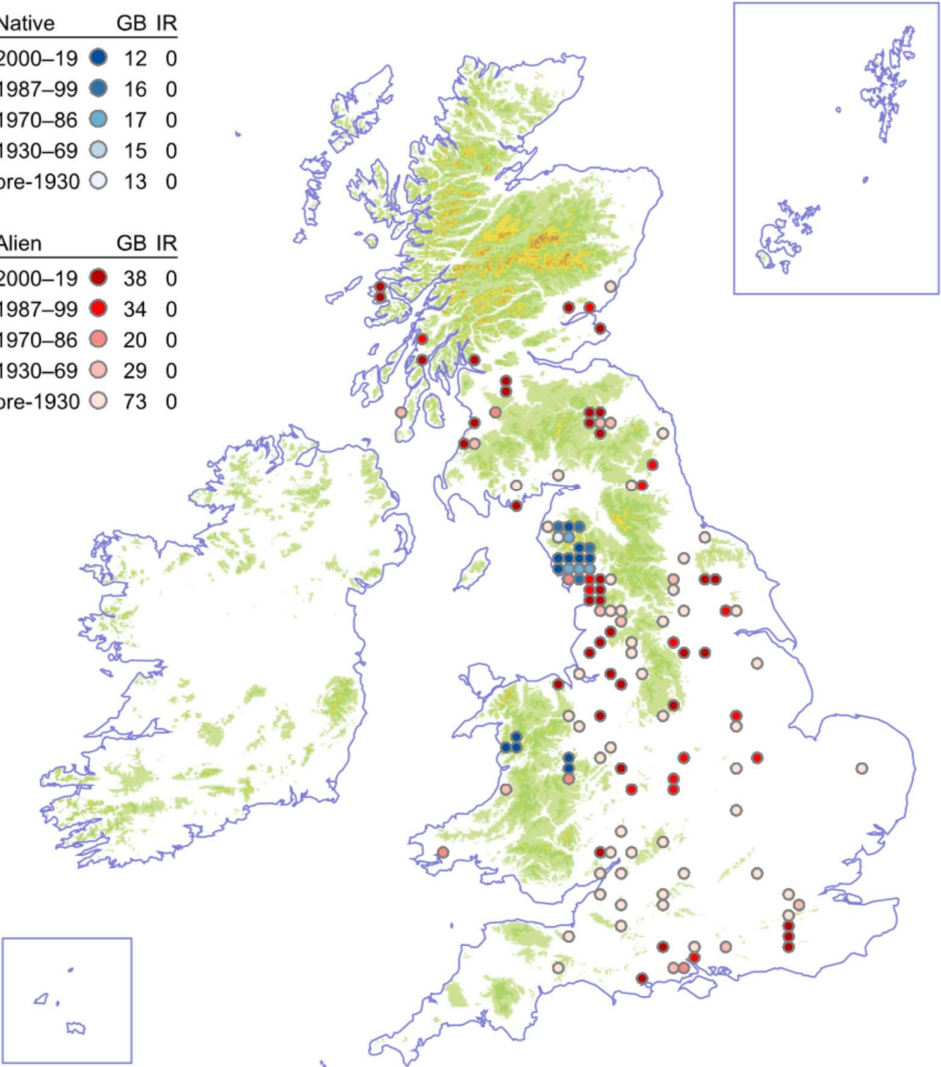 Native GB IR
2000–19 12 0
1987–99 16 0
1970–86 17 0
1930–69 15 0
pre-1930 13 0
Alien GB IR
2000–19 38 0
1987–99 34 0
1970–86 20 0
1930–69 29 0
pre-1930 73 0